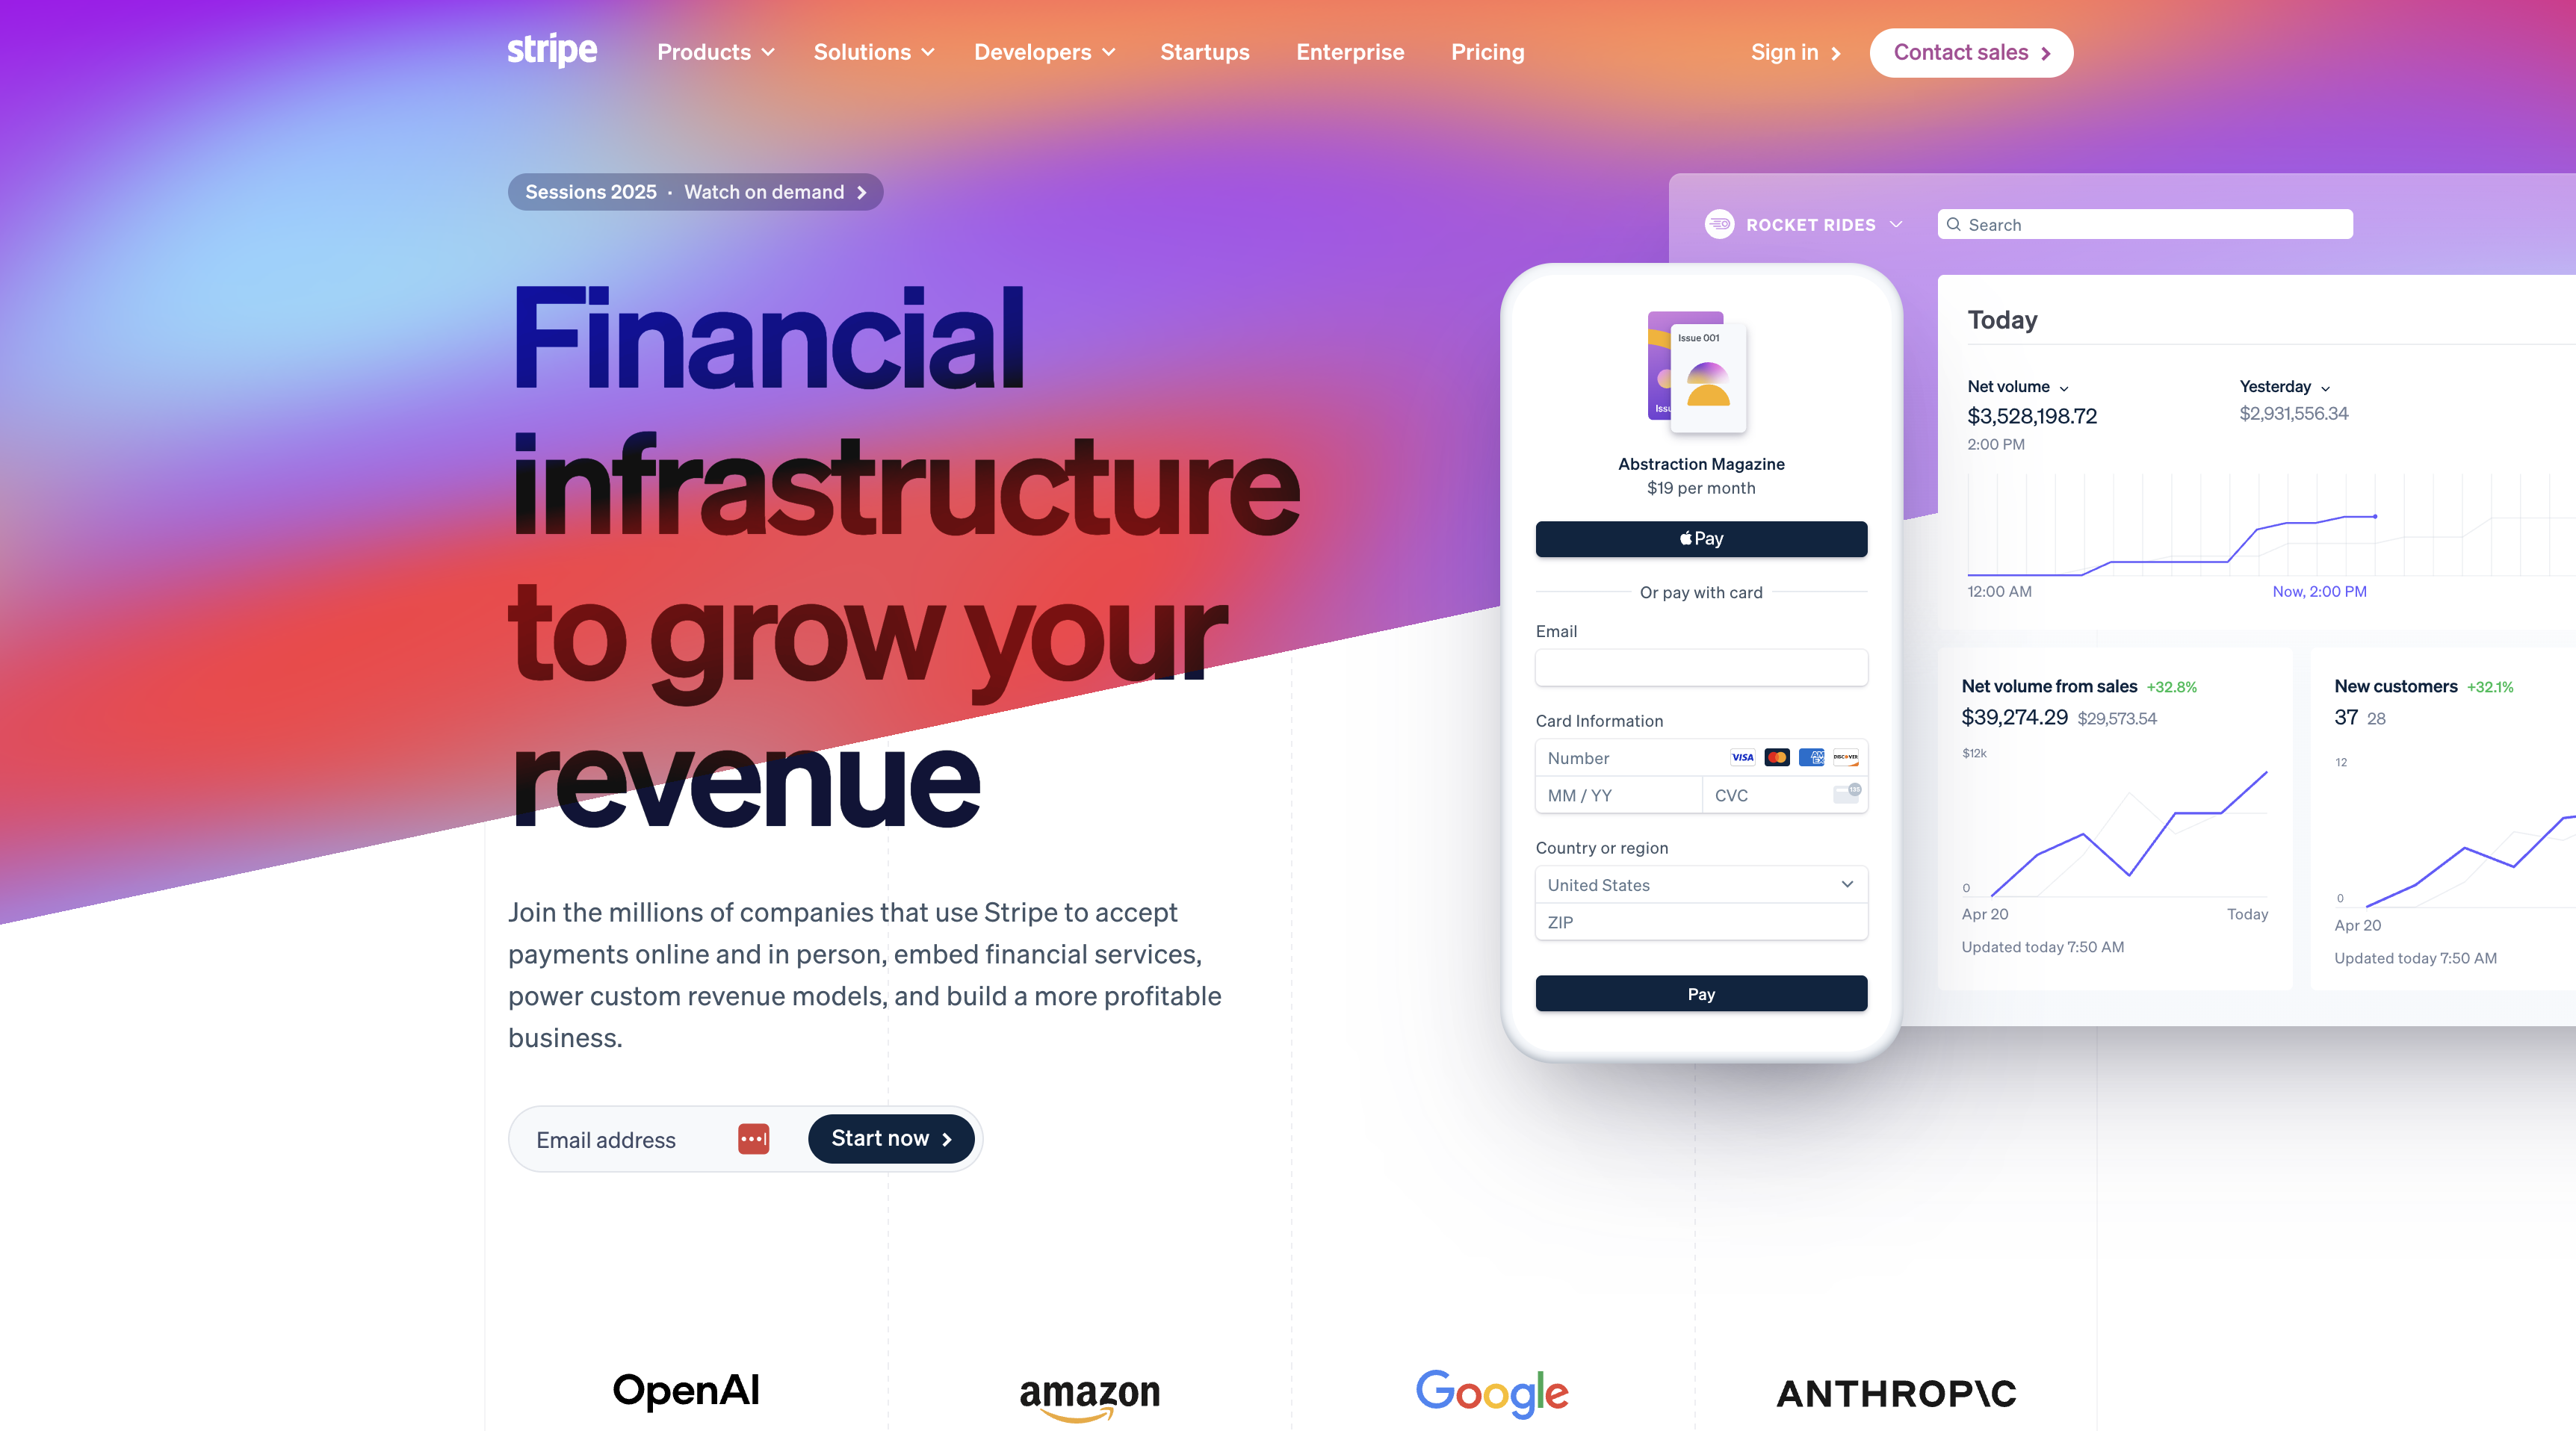 stripe
Products
Solutions
Developers
Startups
Enterprise
Pricing
Sign in
Contact sales
Sessions 2025 · Watch on demand
Financial
infrastructure
to grow your
revenue
Join the millions of companies that use Stripe to accept
payments online and in person, embed financial services,
power custom revenue models, and build a more profitable
business.
Email address
Start now
Issue 001
Issu
Abstraction Magazine
$19 per month
Pay
Or pay with card
Email
Card Information
Number
VISA
AM
EX
DISCOVER
MM / YY
CVC
135
Country or region
United States
ZIP
Pay
ROCKET RIDES
Search
Today
Net volume
$3,528,198.72
2:00 PM
Yesterday
$2,931,556.34
12:00 AM
Now, 2:00 PM
Net volume from sales +32.8%
$39,274.29 $29,573.54
$12k
0
Apr 20
Today
Updated today 7:50 AM
New customers +32.1%
37 28
12
0
Apr 20
Updated today 7:50 AM
OpenAI
amazon
Google
ANTHROP\C